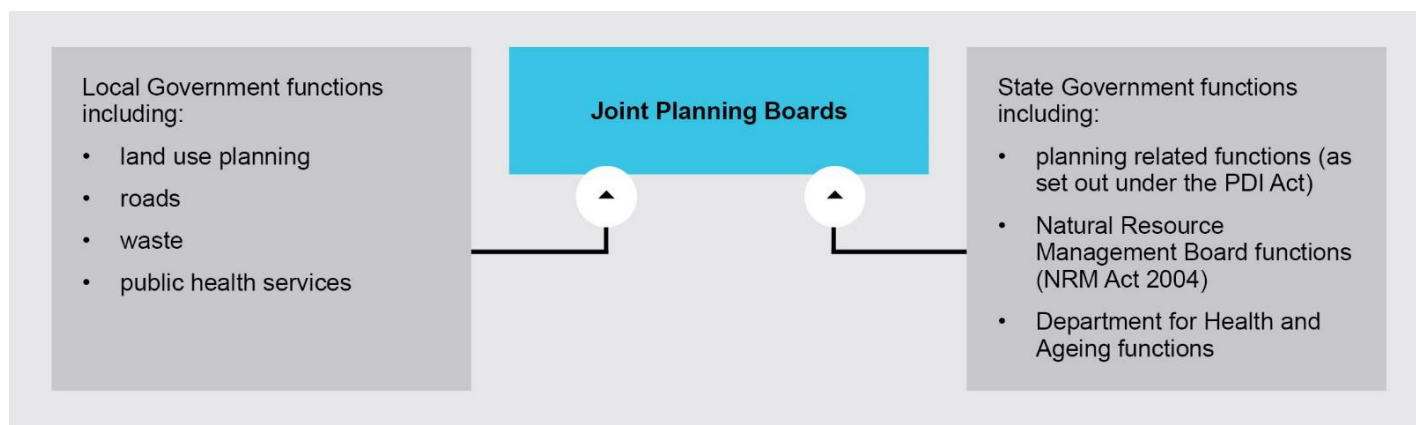 Local Government functions
including:
• land use planning
• roads
• waste
• public health services
Joint Planning Boards
State Government functions
including:
• planning related functions (as
set out under the PDI Act)
• Natural Resource
Management Board functions
(NRM Act 2004)
• Department for Health and
Ageing functions